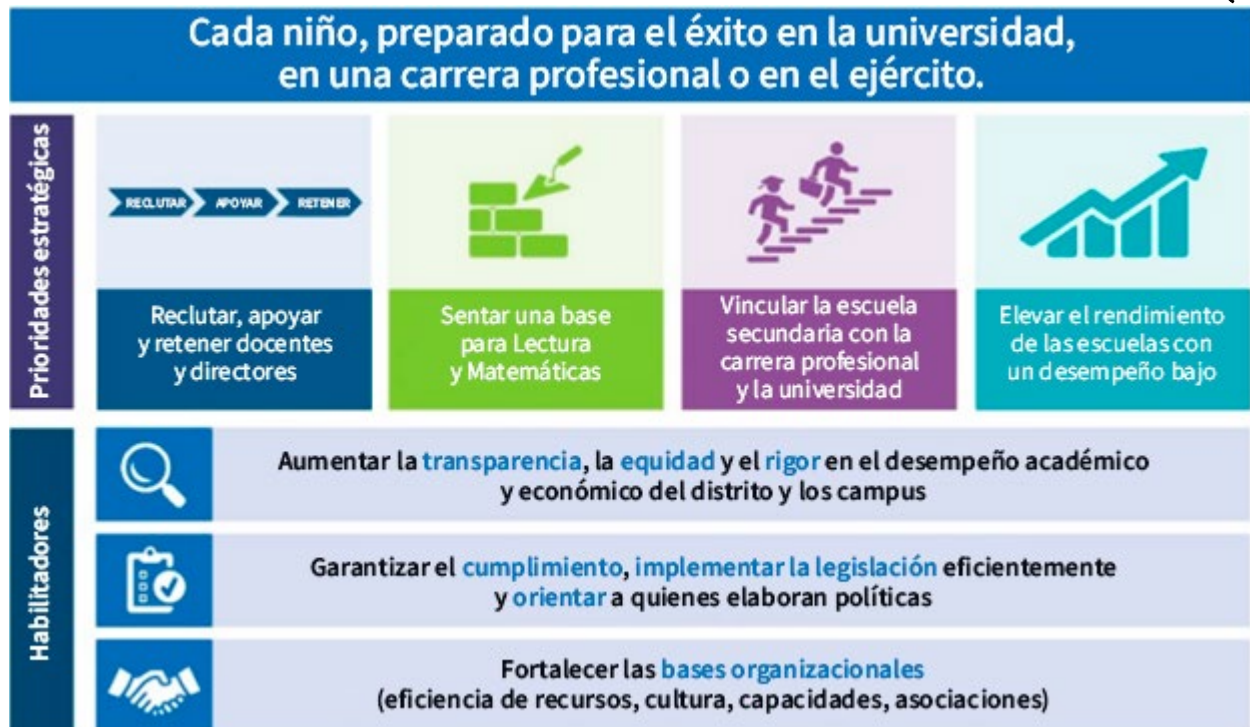 Cada niño, preparado para el éxito en la universidad,
en una carrera profesional o en el ejército.
Prioridades estratégicas
RECLUTAR
APOYAR
RETENER
Reclutar, apoyar
y retener docentes
y directores
Sentar una base
para Lectura
y Matemáticas
Vincular la escuela
secundaria con la
carrera profesional
y la universidad
Elevar el rendimiento
de las escuelas con
un desempeño bajo
Habilitadores
Aumentar la transparencia, la equidad y el rigor en el desempeño académico
y económico del distrito y los campus
Garantizar el cumplimiento, implementar la legislación eficientemente
y orientar a quienes elaboran políticas
Fortalecer las bases organizacionales
(eficiencia de recursos, cultura, capacidades, asociaciones)